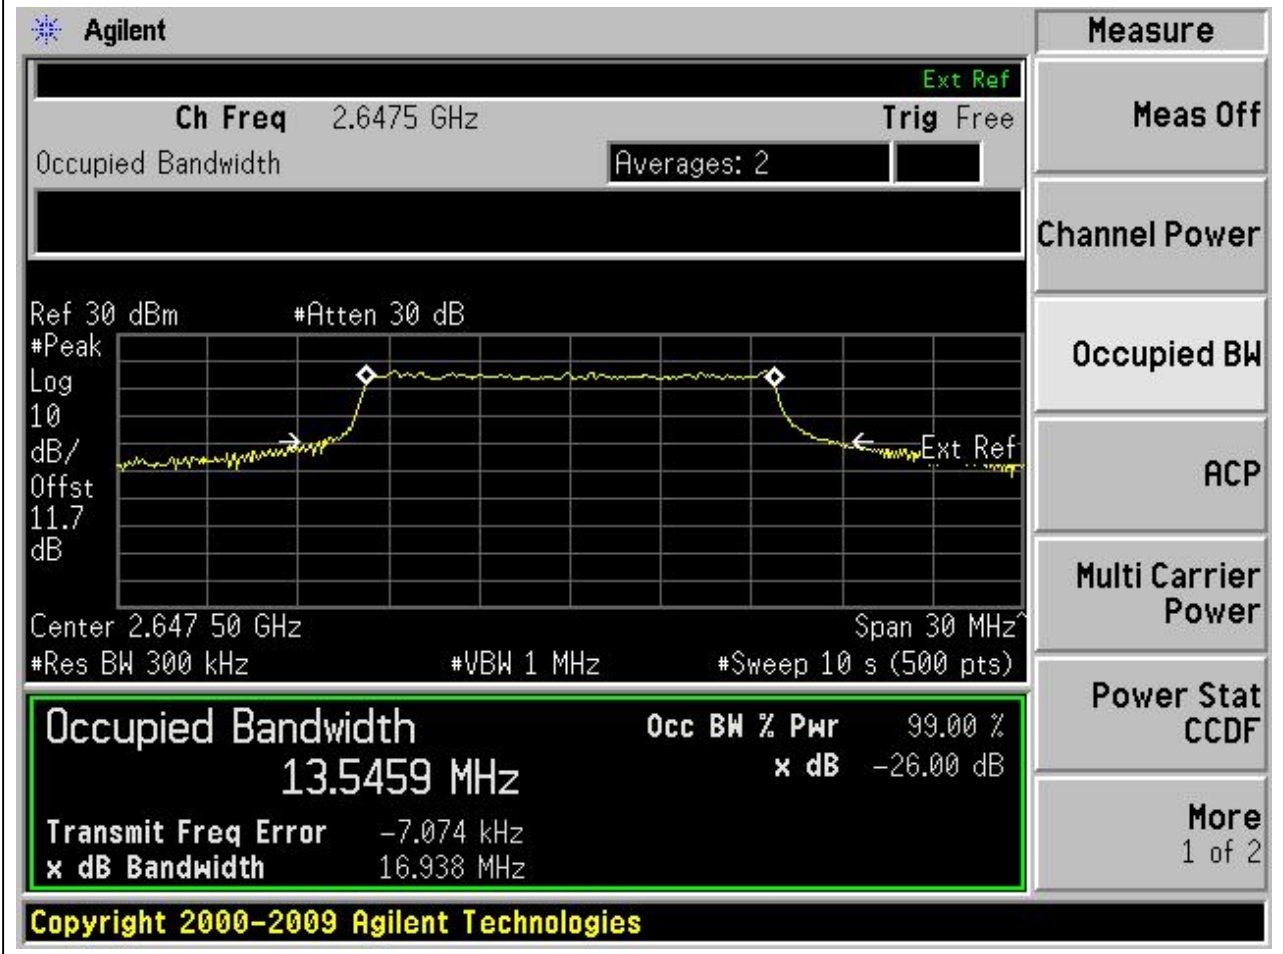 Agilent
Measure
Ext Ref
Ch Freq 2.6475 GHz
Trig Free
Meas Off
Occupied Bandwidth
Averages: 2
Channel Power
Ref 30 dBm
#Atten 30 dB
#Peak
Log
10
dB/
Offst
11.7
dB
Ext Ref
Occupied BW
ACP
Center 2.647 50 GHz
Span 30 MHz^
#Res BW 300 kHz
#VBW 1 MHz
#Sweep 10 s (500 pts)
Multi Carrier
Power
Occupied Bandwidth
13.5459 MHz
Occ BW % Pwr 99.00 %
x dB -26.00 dB
Transmit Freq Error -7.074 kHz
x dB Bandwidth 16.938 MHz
Power Stat
CCDF
More
1 of 2
Copyright 2000-2009 Agilent Technologies